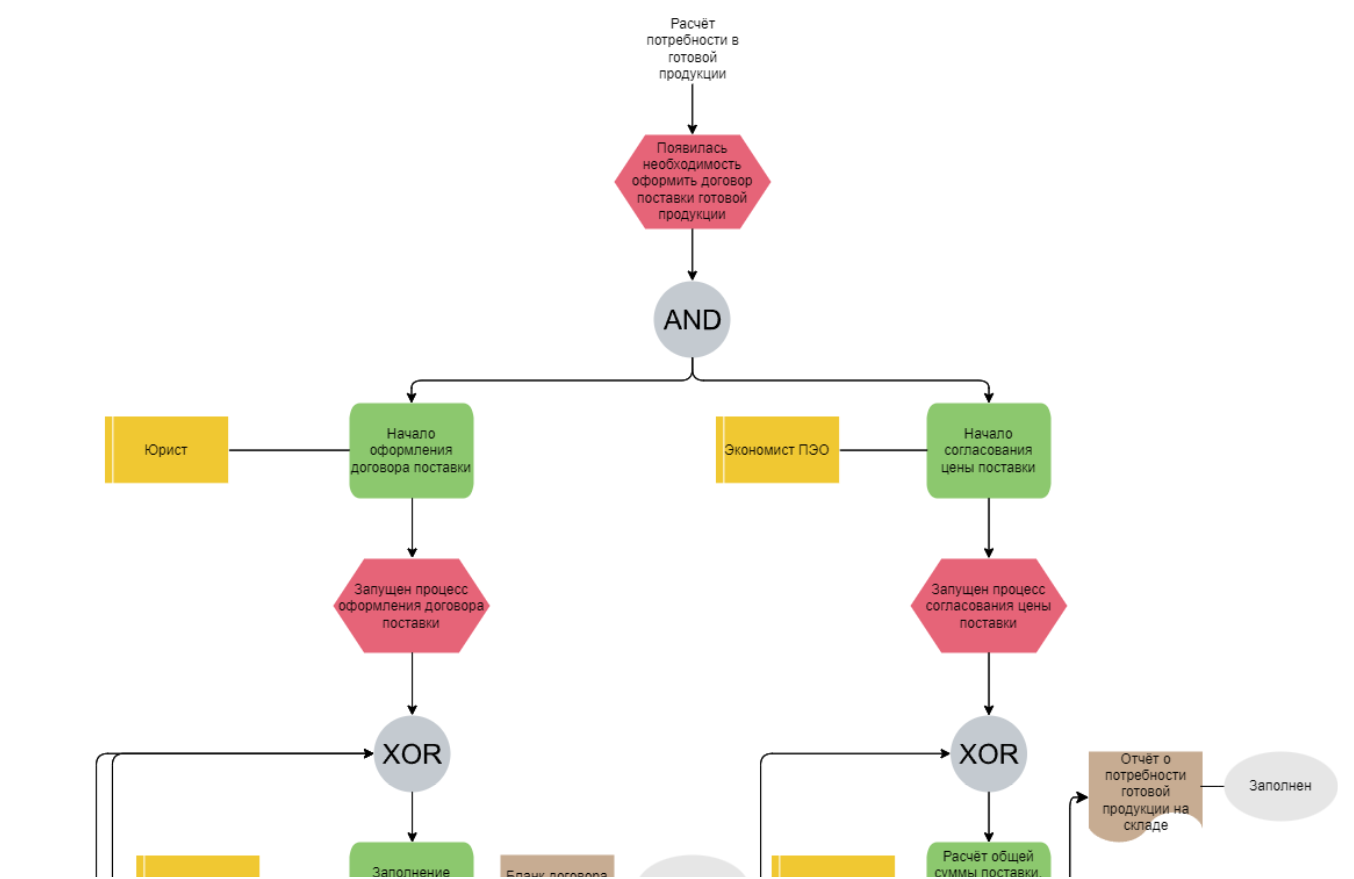 Расчёт
потребности в
готовой
продукции
Появилась
необходимость
оформить договор
поставки готовой
продукции
AND
Юрист
Начало
оформления
договора поставки
Экономист ПЭО
Начало
согласования
цены поставки
Запущен процесс
оформления договора
поставки
Запущен процесс
согласования цены
поставки
XOR
XOR
Отчёт о
потребности
готовой
продукции на
складе
Заполнен
Заполнение
Бланк договора
Расчёт общей
суммы поставки,